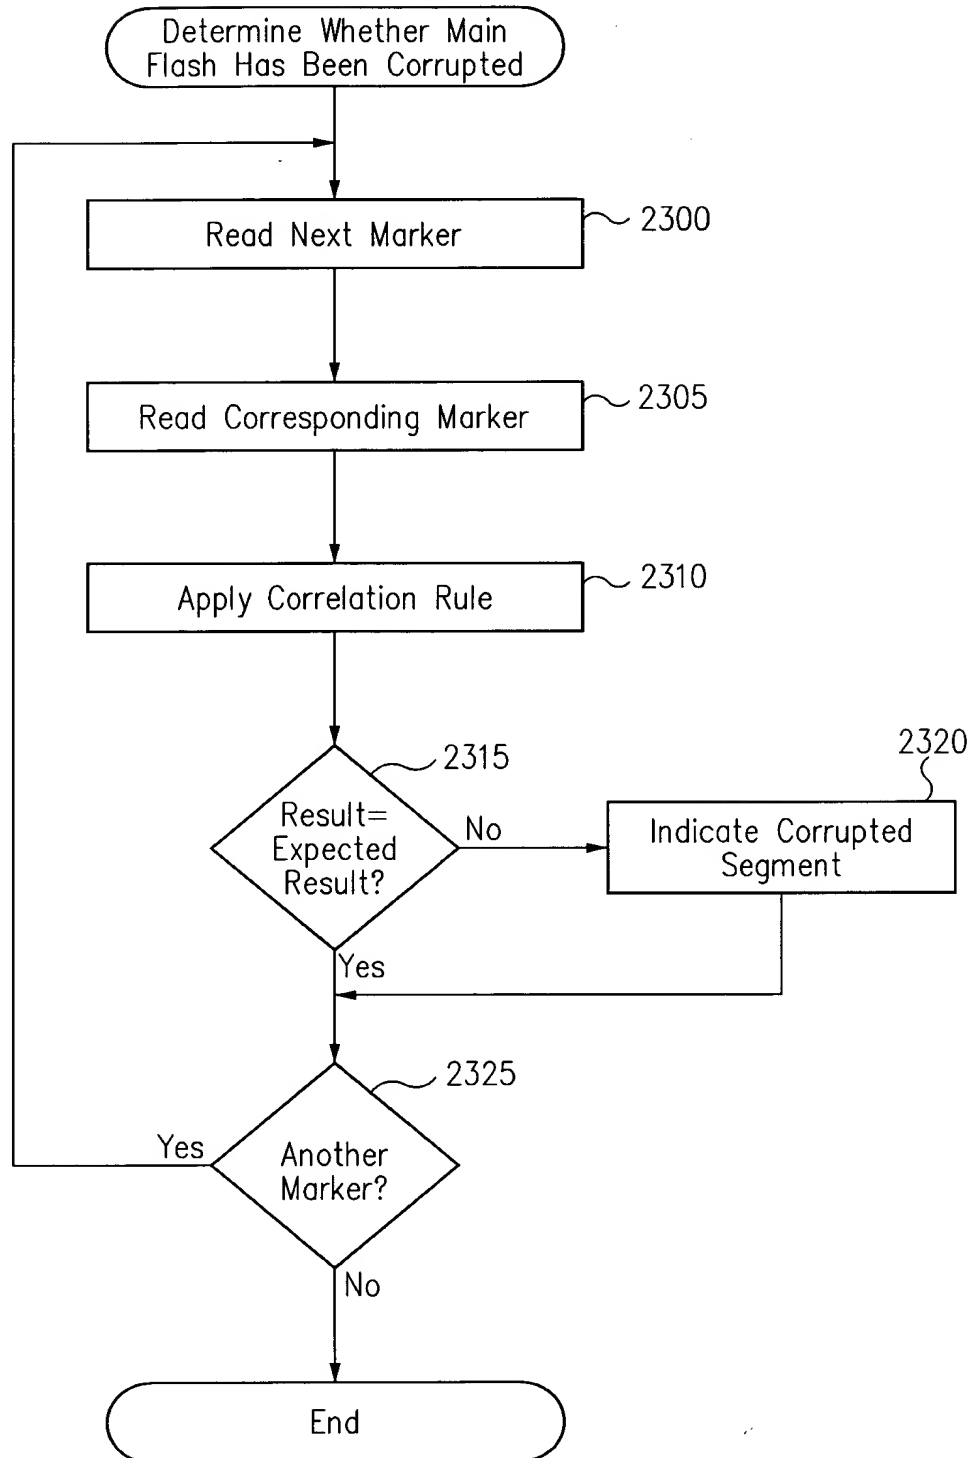 Determine Whether Main
Flash Has Been Corrupted
Read Next Marker
2300
Read Corresponding Marker
2305
Apply Correlation Rule
2310
2315
Result=
Expected
Result?
No
2320
Indicate Corrupted
Segment
Yes
2325
Yes
Another
Marker?
No
End